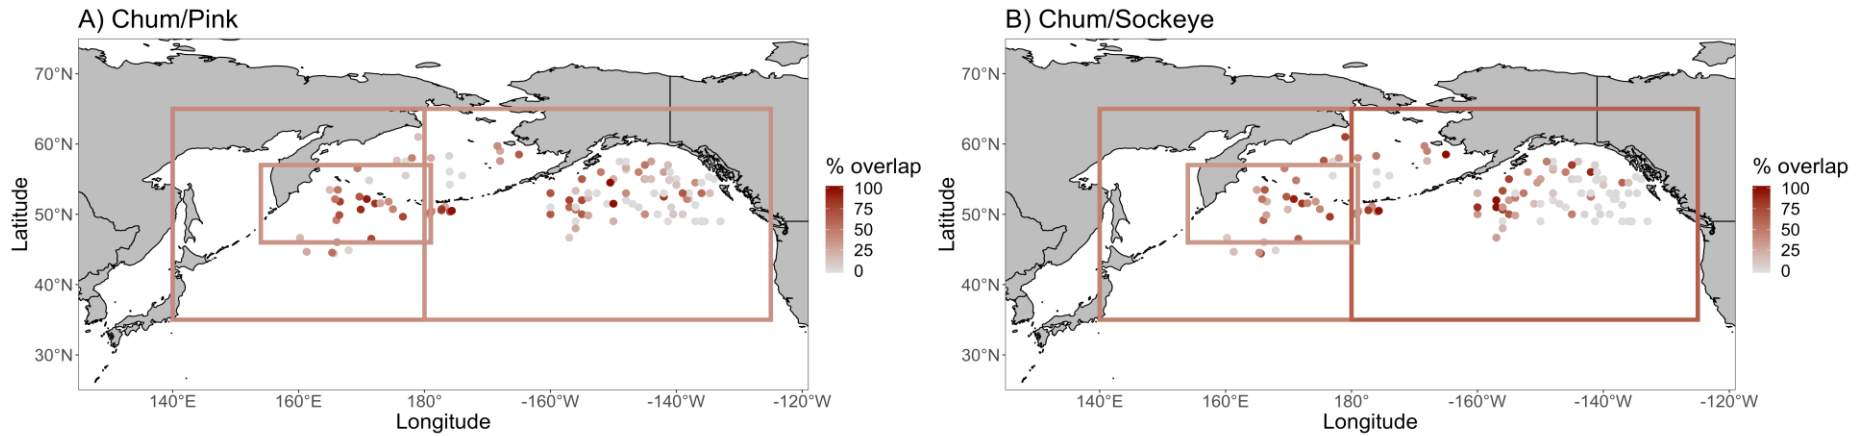 A) Chum/Pink
70°N
60°N
50°N
40°N
30°N
Latitude
140°E
160°E
180°
-160°W
-140°W
-120°W
Longitude
% overlap
100
75
50
25
0
B) Chum/Sockeye
70°N
60°N
50°N
40°N
30°N
Latitude
140°E
160°E
180°
-160°W
-140°W
-120°W
Longitude
% overlap
100
75
50
25
0